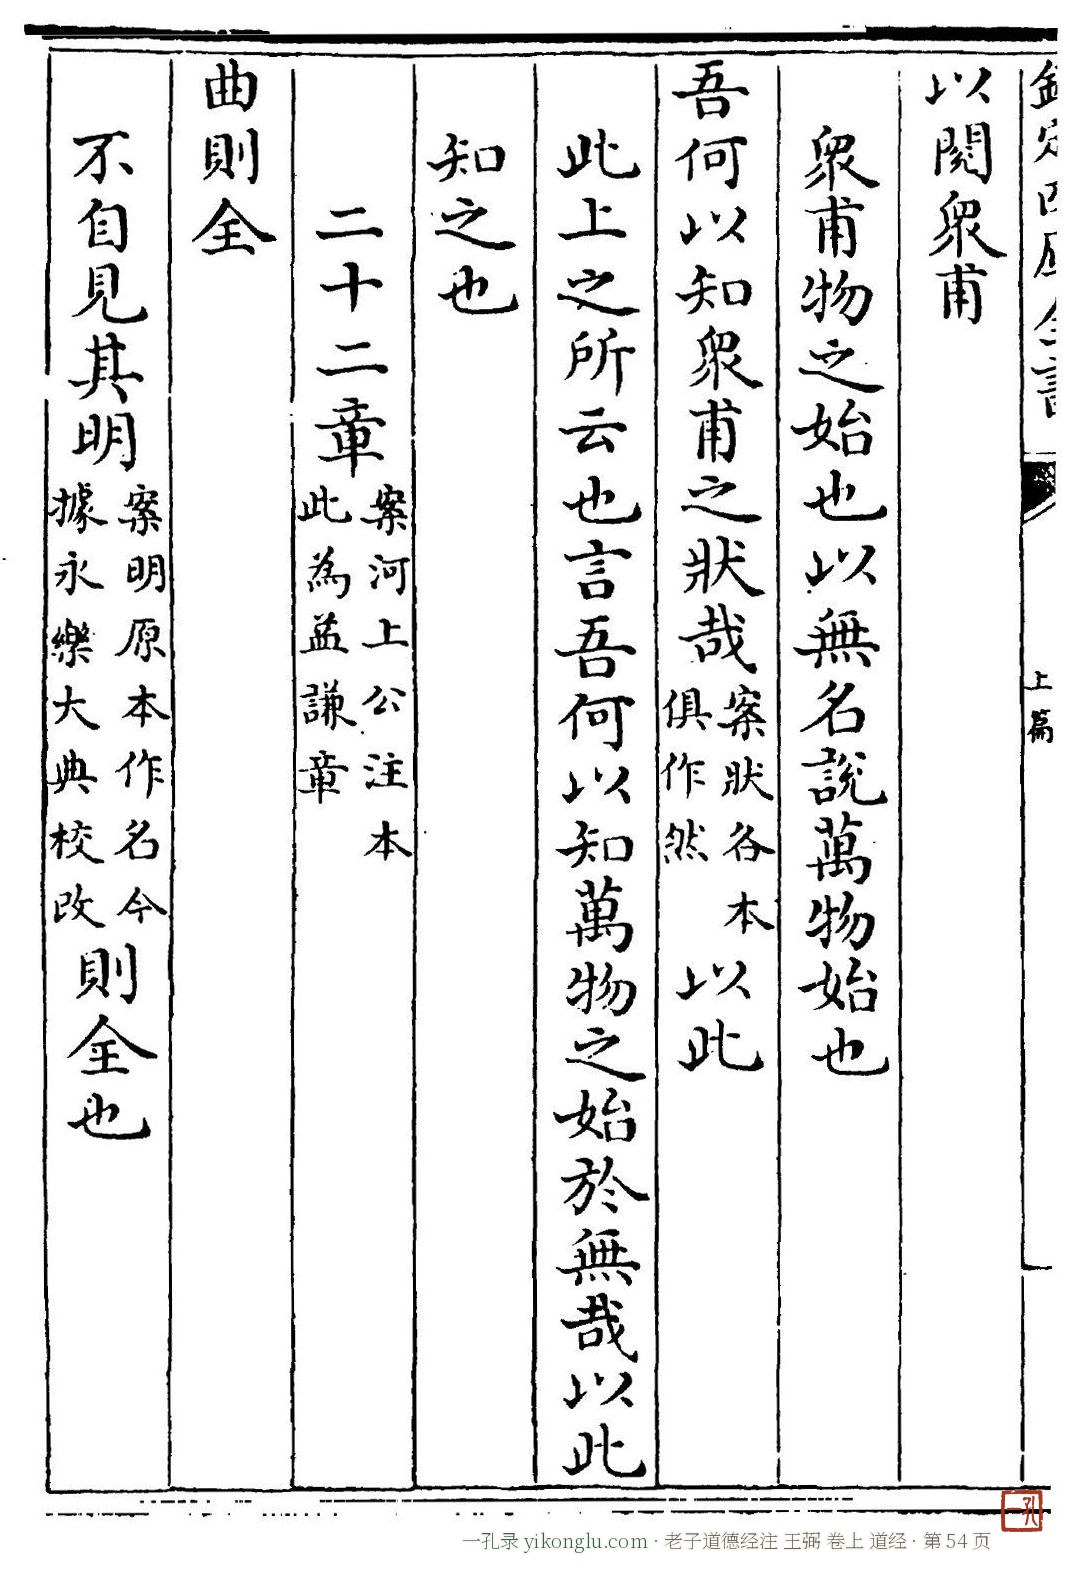 欽定四庫全書
上篇
以閱衆甫
衆甫物之始也以無名說萬物始也
吾何以知衆甫之狀哉案狀各本俱作然以此
此上之所云也言吾何以知萬物之始於無哉以此
知之也
二十二章案河上公注本此為益謙章
曲則全
不自見其明案明原本作名今據永樂大典校改則全也
一孔
一孔录 yikonglu.com · 老子道德经注 王弼 卷上 道经 · 第 54 页